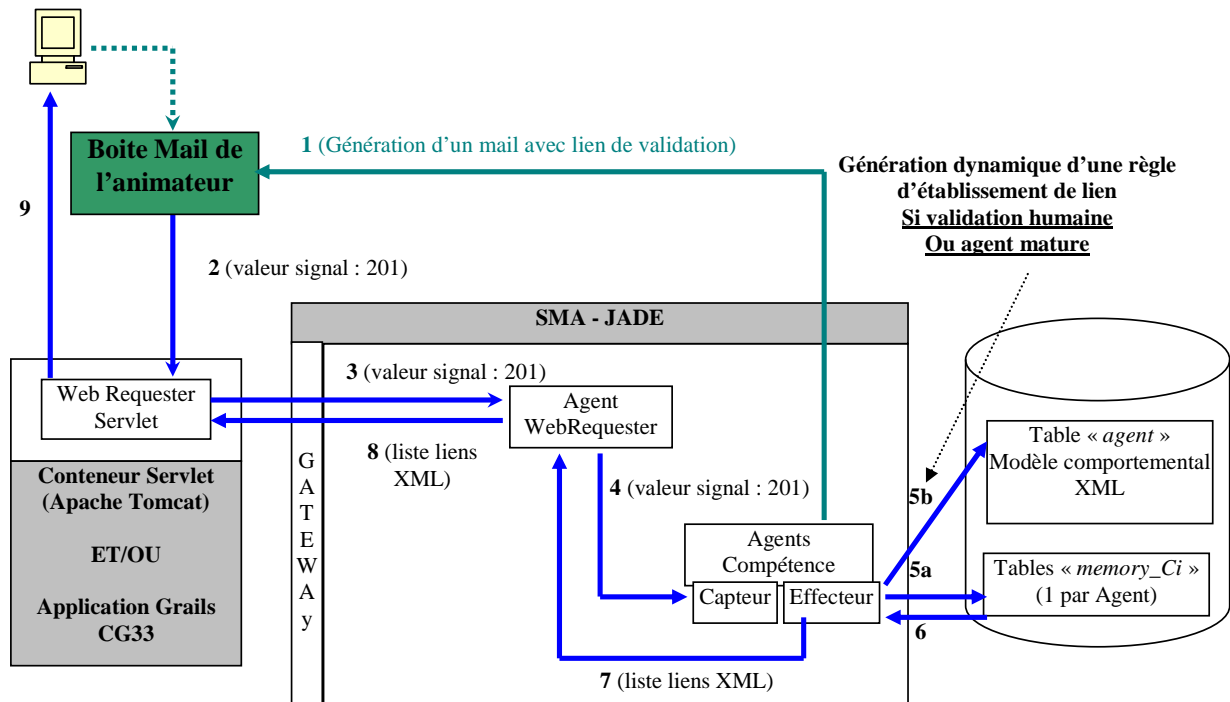 Boite Mail de
l'animateur
1 (Génération d'un mail avec lien de validation)
Génération dynamique d'une règle
d'établissement de lien
Si validation humaine
Ou agent mature
9
2 (valeur signal : 201)
SMA - JADE
Web Requester
Servlet
3 (valeur signal : 201)
Agent
WebRequester
8 (liste liens
XML)
Conteneur Servlet
(Apache Tomcat)
ET/OU
Application Grails
CG33
G
A
T
E
W
A
y
4 (valeur signal : 201)
Agents
Compétence
Capteur
Effecteur
5b
5a
6
Table « agent »
Modèle comportemental
XML
Tables « memory_Ci »
(1 par Agent)
7 (liste liens XML)